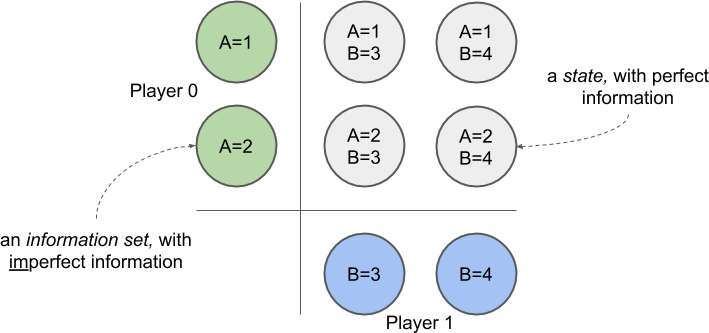 A=1
A=1
B=3
A=1
B=4
Player 0
a state, with perfect
information
A=2
A=2
B=3
A=2
B=4
an information set, with
imperfect information
B=3
B=4
Player 1